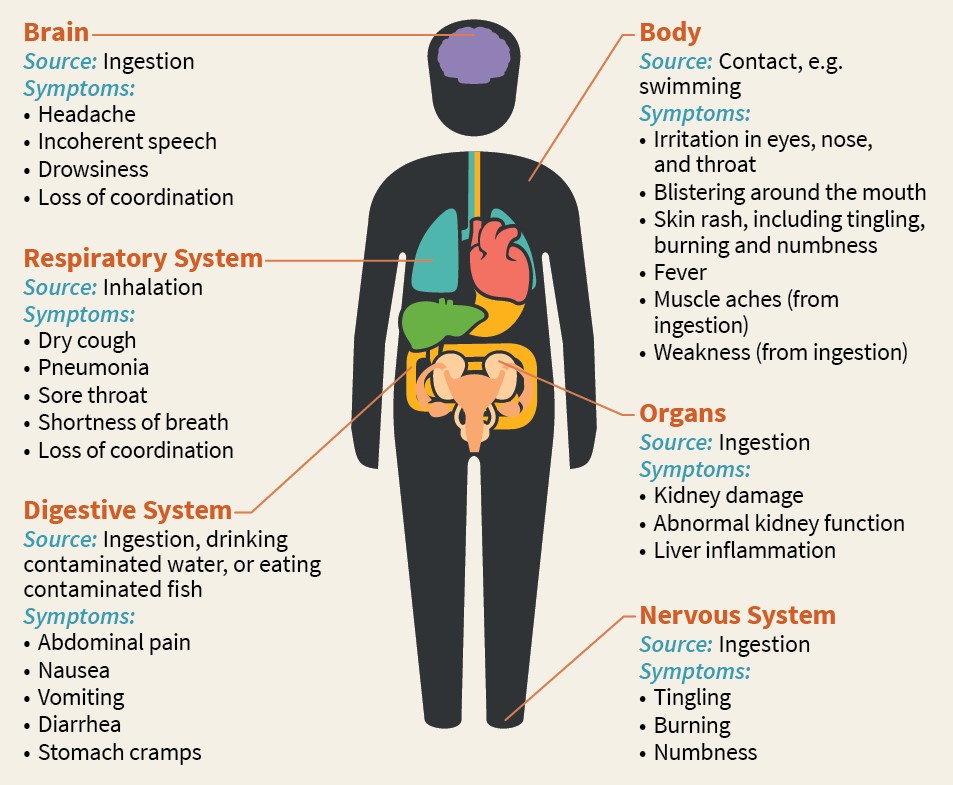 Brain
Source: Ingestion
Symptoms:
• Headache
• Incoherent speech
• Drowsiness
• Loss of coordination
Respiratory System
Source: Inhalation
Symptoms:
• Dry cough
• Pneumonia
• Sore throat
• Shortness of breath
• Loss of coordination
Digestive System
Source: Ingestion, drinking
contaminated water, or eating
contaminated fish
Symptoms:
• Abdominal pain
• Nausea
• Vomiting
• Diarrhea
• Stomach cramps
Body
Source: Contact, e.g.
swimming
Symptoms:
• Irritation in eyes, nose,
and throat
• Blistering around the mouth
• Skin rash, including tingling,
burning and numbness
• Fever
• Muscle aches (from
ingestion)
• Weakness (from ingestion)
Organs
Source: Ingestion
Symptoms:
• Kidney damage
• Abnormal kidney function
• Liver inflammation
Nervous System
Source: Ingestion
Symptoms:
• Tingling
• Burning
• Numbness